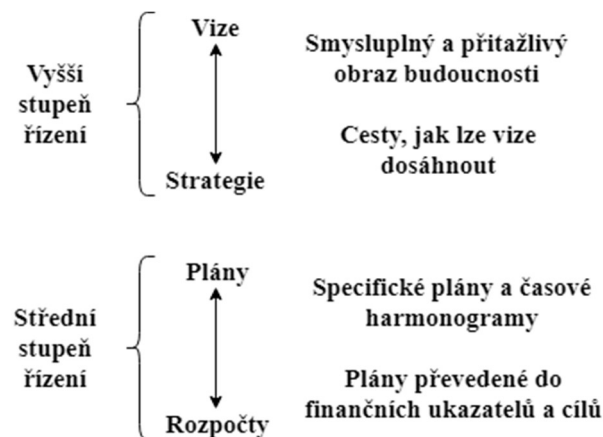 Vize
Smysluplný a přitažlivý
obraz budoucnosti
Vyšší
stupeň
řízení
Cesty, jak lze vize
dosáhnout
Strategie
Plány
Specifické plány a časové
harmonogramy
Střední
stupeň
řízení
Plány převedené do
finančních ukazatelů a cílů
Rozpočty